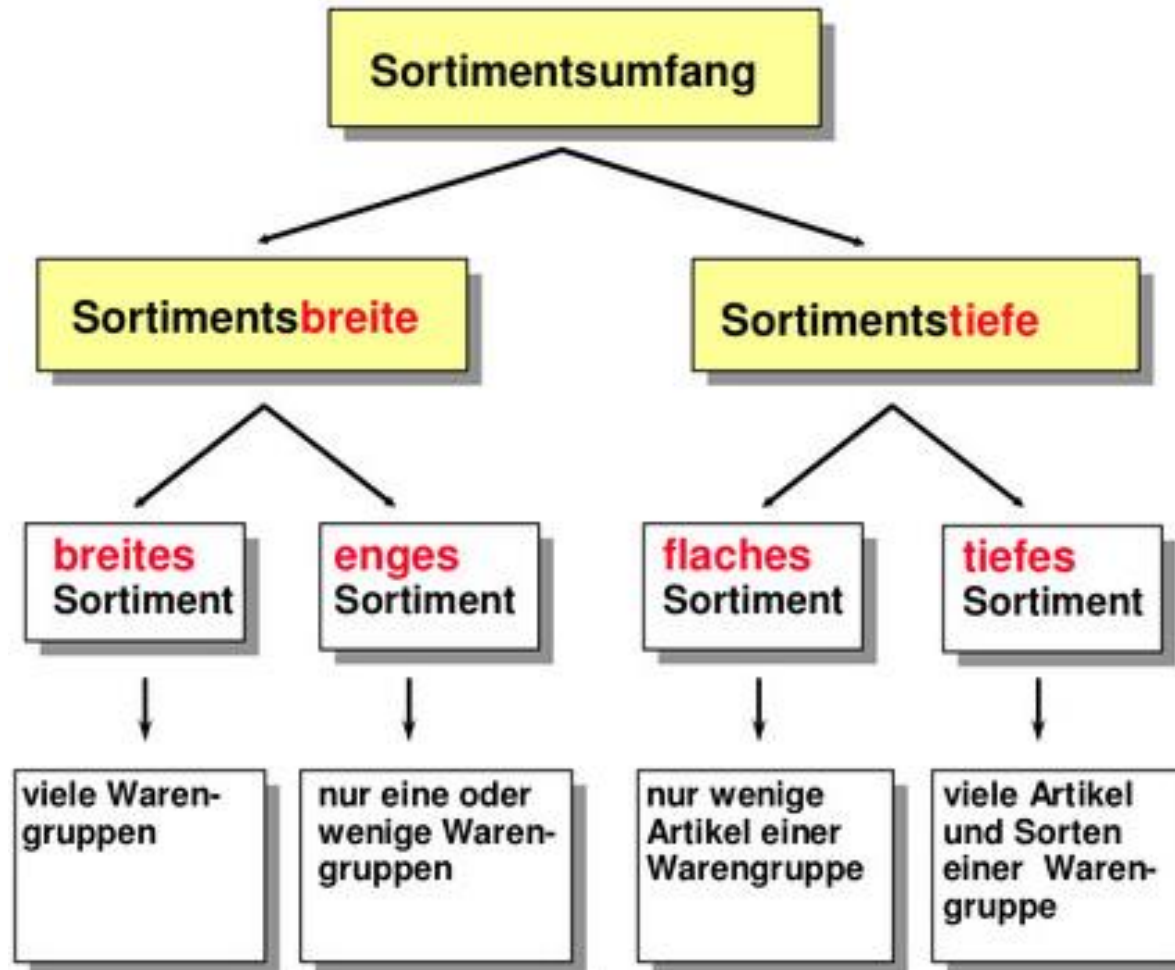 Sortimentsumfang
Sortimentsbreite
Sortimentstiefe
breites
Sortiment
enges
Sortiment
flaches
Sortiment
tiefes
Sortiment
viele Waren-
gruppen
nur eine oder
wenige Waren-
gruppen
nur wenige
Artikel einer
Warengruppe
viele Artikel
und Sorten
einer Waren-
gruppe